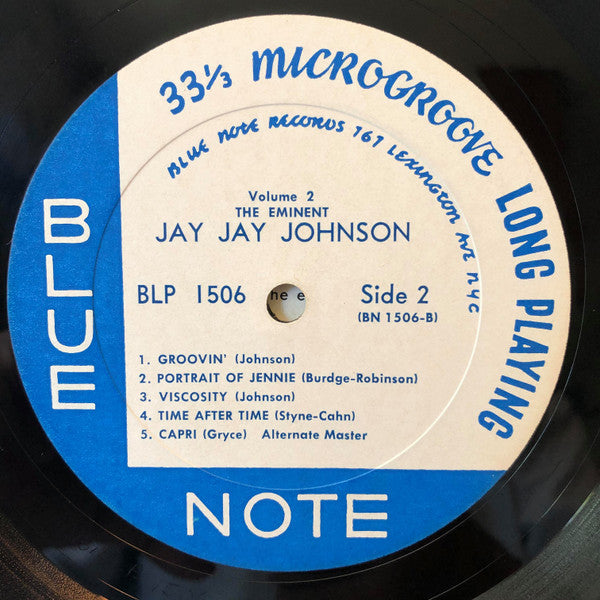 33⅓ MICROGROOVE LONG PLAYING
BLUE NOTE RECORDS 767 LEXINGTON AVE NYC
Volume 2
THE EMINENT
JAY JAY JOHNSON
BLP 1506 ne e Side 2
(BN 1506-B)
1. GROOVIN' (Johnson)
2. PORTRAIT OF JENNIE (Burdge-Robinson)
3. VISCOSITY (Johnson)
4. TIME AFTER TIME (Styne-Cahn)
5. CAPRI (Gryce) Alternate Master
BLUE
NOTE